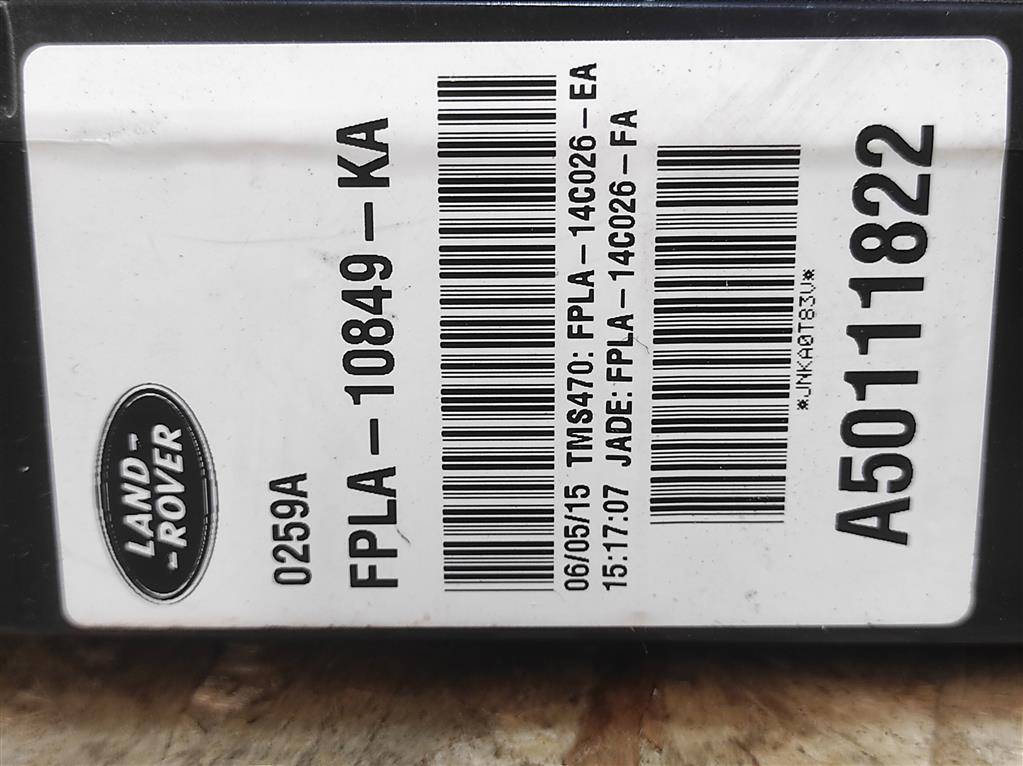 LAND
-ROVER-
0259A
FPLA-10849-KA
06/05/15 TMS470: FPLA-14C026-EA
15:17:07 JADE: FPLA-14C026-FA
*JNKA0T83V*
A5011822